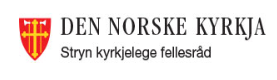 DEN NORSKE KYRKJA
Stryn kyrkjelege fellesråd